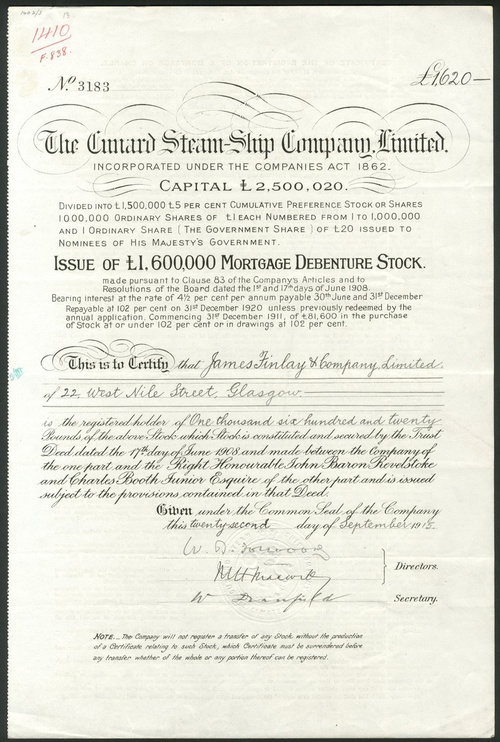 1410
F.838.
No. 3183
£1,620—
The Cunard Steam-Ship Company, Limited.
INCORPORATED UNDER THE COMPANIES ACT 1862.
CAPITAL £2,500,020.
DIVIDED INTO £1,500,000 £5 PER CENT CUMULATIVE PREFERENCE STOCK OR SHARES
1000,000 ORDINARY SHARES OF £1 EACH NUMBERED FROM 1 TO 1,000,000
AND 1 ORDINARY SHARE (THE GOVERNMENT SHARE) OF £20 ISSUED TO
NOMINEES OF HIS MAJESTY'S GOVERNMENT.
ISSUE OF £1,600,000 MORTGAGE DEBENTURE STOCK.
made pursuant to Clause 83 of the Company's Articles and to
Resolutions of the Board dated the 1st and 17th days of June 1908.
Bearing interest at the rate of 4½ per cent per annum payable 30th June and 31st December
Repayable at 102 per cent on 31st December 1920 unless previously redeemed by the
annual application. Commencing 31st December 1911, of £81,600 in the purchase
of Stock at or under 102 per cent or in drawings at 102 per cent.
This is to Certify that James Finlay & Company, Limited.
of 22, West Nile Street, Glasgow
is the registered holder of One thousand six hundred and twenty
Pounds of the above Stock which Stock is constituted and secured by the Trust
Deed dated the 17th day of June 1908 and made between the Company of
the one part and the Right Honourable John Baron Revelstoke
and Charles Booth Junior Esquire of the other part and is issued
subject to the provisions contained in that Deed.
Given under the Common Seal of the Company
this twenty second day of September 1915
Directors.
Secretary.
NOTE._ The Company will not register a transfer of any Stock without the production
of a Certificate relating to such Stock, which Certificate must be surrendered before
any transfer whether of the whole or any portion thereof can be registered.